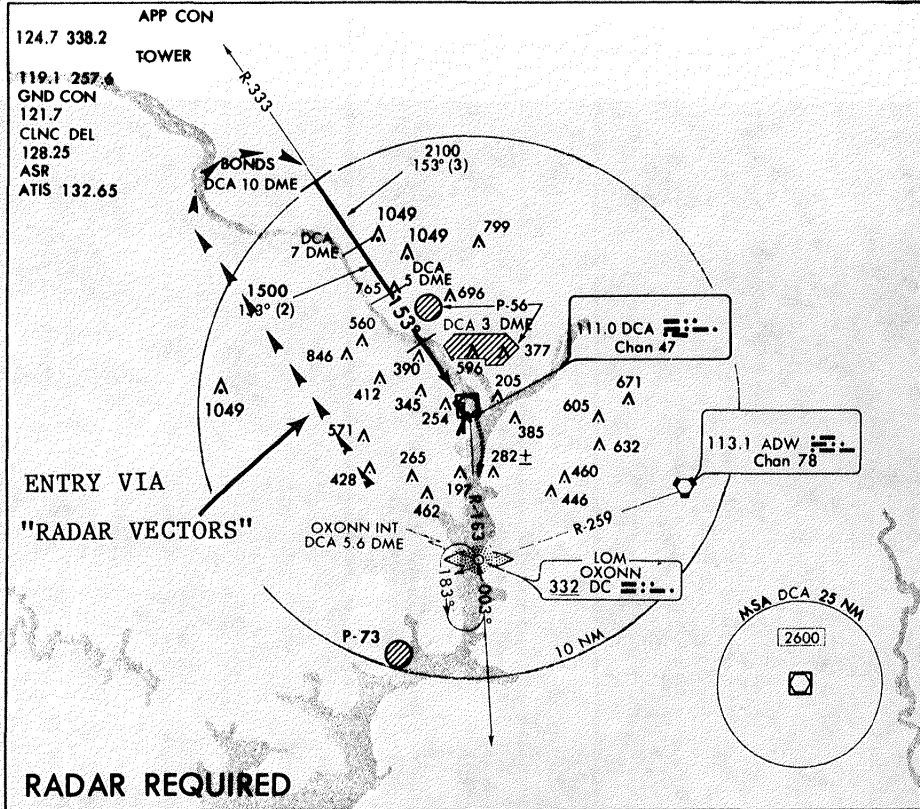 APP CON
124.7 338.2
TOWER
119.1 257.6
GND CON
121.7
CLNC DEL
128.25
ASR
ATIS 132.65
R-333
BONDS
DCA 10 DME
2100
153° (3)
1049
DCA
7 DME
1049
799
DCA
5 DME
1500
153° (2)
765
696
P-56
153°
DCA 3 DME
111.0 DCA
Chan 47
560
846
390
596
377
412
345
205
671
1049
254
605
385
571
632
113.1 ADW
Chan 78
265
282±
428
197
460
462
446
ENTRY VIA
"RADAR VECTORS"
R-163
R-259
OXONN INT
DCA 5.6 DME
LOM
OXONN
332 DC
183°
003°
P-73
10 NM
MSA DCA 25 NM
2600
RADAR REQUIRED